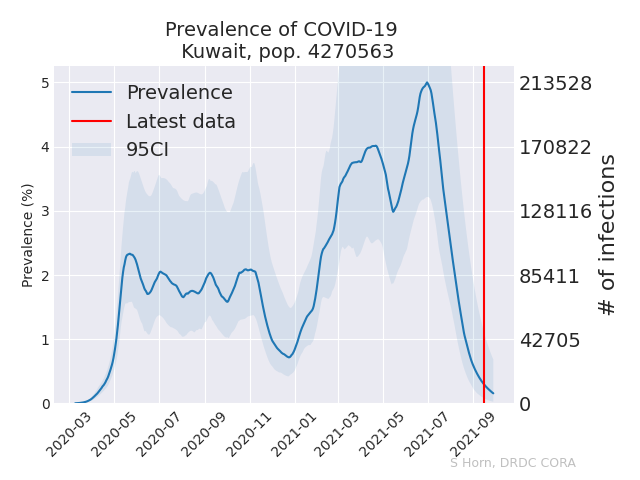 Prevalence of COVID-19
Kuwait, pop. 4270563
Prevalence
Latest data
95CI
Prevalence (%)
5
4
3
2
1
0
213528
170822
128116
85411
42705
0
# of infections
2020-03
2020-05
2020-07
2020-09
2020-11
2021-01
2021-03
2021-05
2021-07
2021-09
S Horn, DRDC CORA